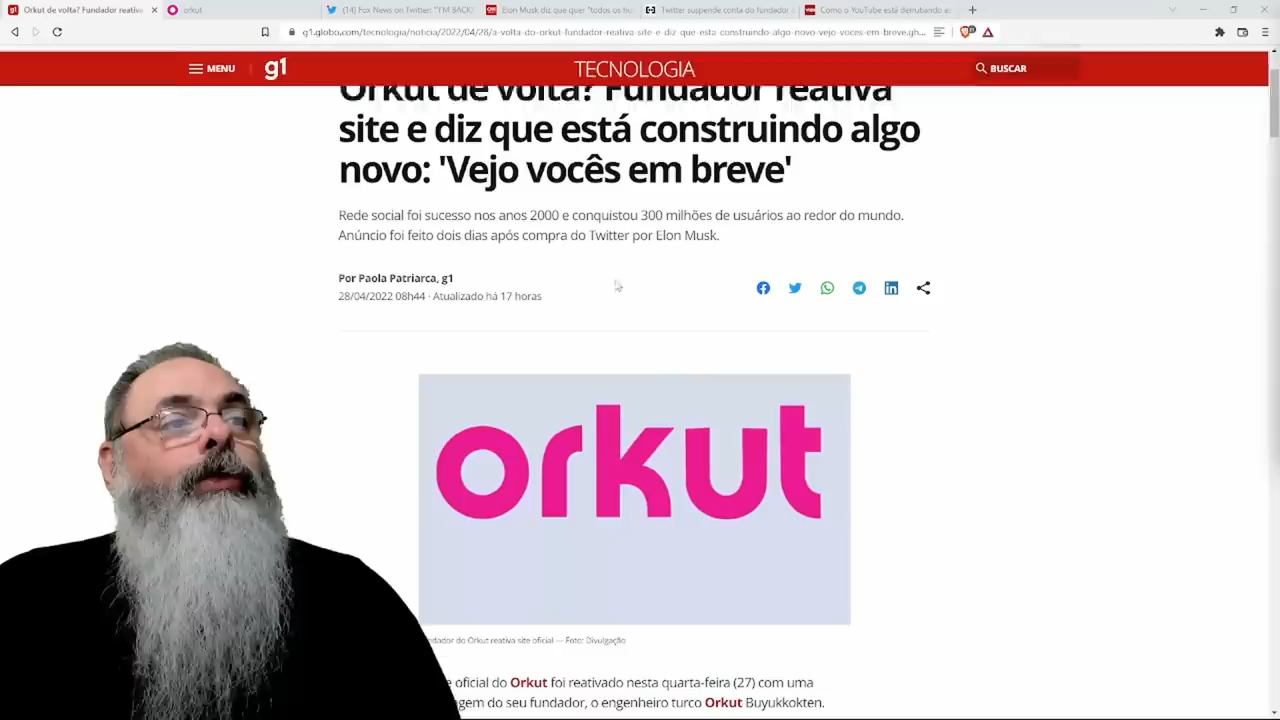 Orkut de volta? Fundador reativa
orkut
(14) Fox News on Twitter: "'I'M BACK!
Elon Musk diz que quer "todos os hu
Twitter suspende conta do fundador
Como o YouTube está derrubando as
g1.globo.com/tecnologia/noticia/2022/04/28/a-volta-do-orkut-fundador-reativa-site-e-diz-que-esta-construindo-algo-novo-vejo-voces-em-breve.gh...
MENU
g1
TECNOLOGIA
BUSCAR
Orkut de volta? Fundador reativa
site e diz que está construindo algo
novo: 'Vejo vocês em breve'
Rede social foi sucesso nos anos 2000 e conquistou 300 milhões de usuários ao redor do mundo.
Anúncio foi feito dois dias após compra do Twitter por Elon Musk.
Por Paola Patriarca, g1
28/04/2022 08h44 · Atualizado há 17 horas
orkut
dador do Orkut reativa site oficial — Foto: Divulgação
e oficial do Orkut foi reativado nesta quarta-feira (27) com uma
gem do seu fundador, o engenheiro turco Orkut Buyukkokten.